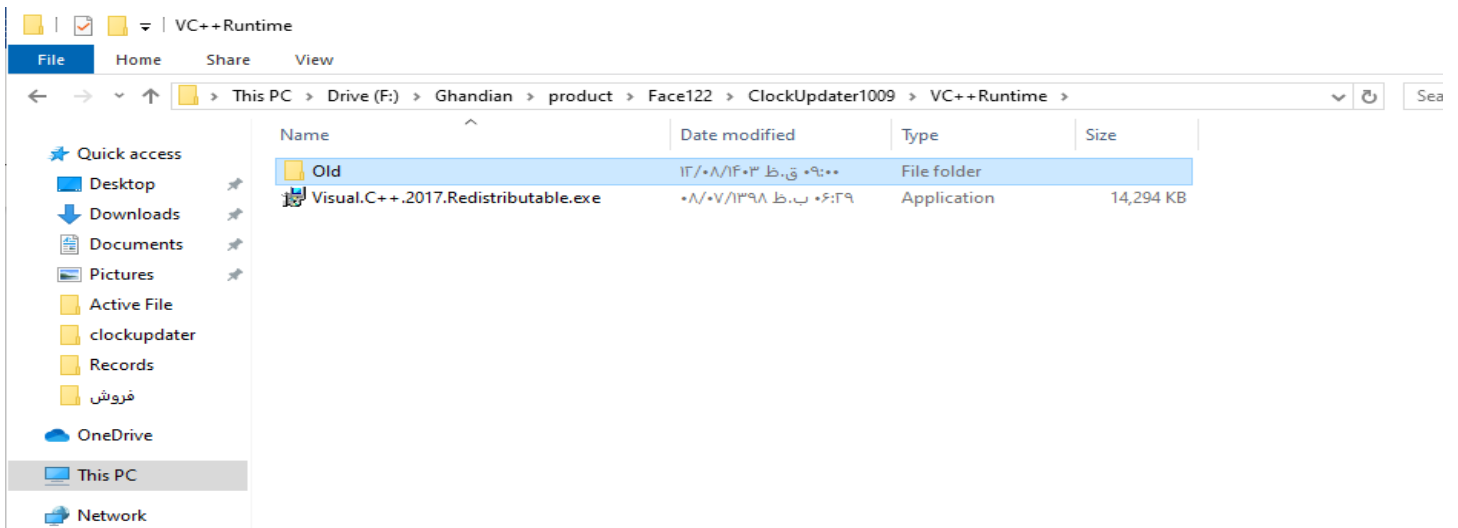 VC++Runtime
File Home Share View
This PC > Drive (F:) > Ghandian > product > Face122 > ClockUpdater1009 > VC++Runtime > Sea
Name Date modified Type Size
Quick access
Desktop
Downloads
Documents
Pictures
Active File
clockupdater
Records
فروش
OneDrive
This PC
Network
Old ۱۲/۰۸/۱۴۰۳ ق.ظ ۰۹:۰۰ File folder
Visual.C++.2017.Redistributable.exe ۰۸/۰۷/۱۳۹۸ ب.ظ ۰۶:۲۹ Application 14,294 KB